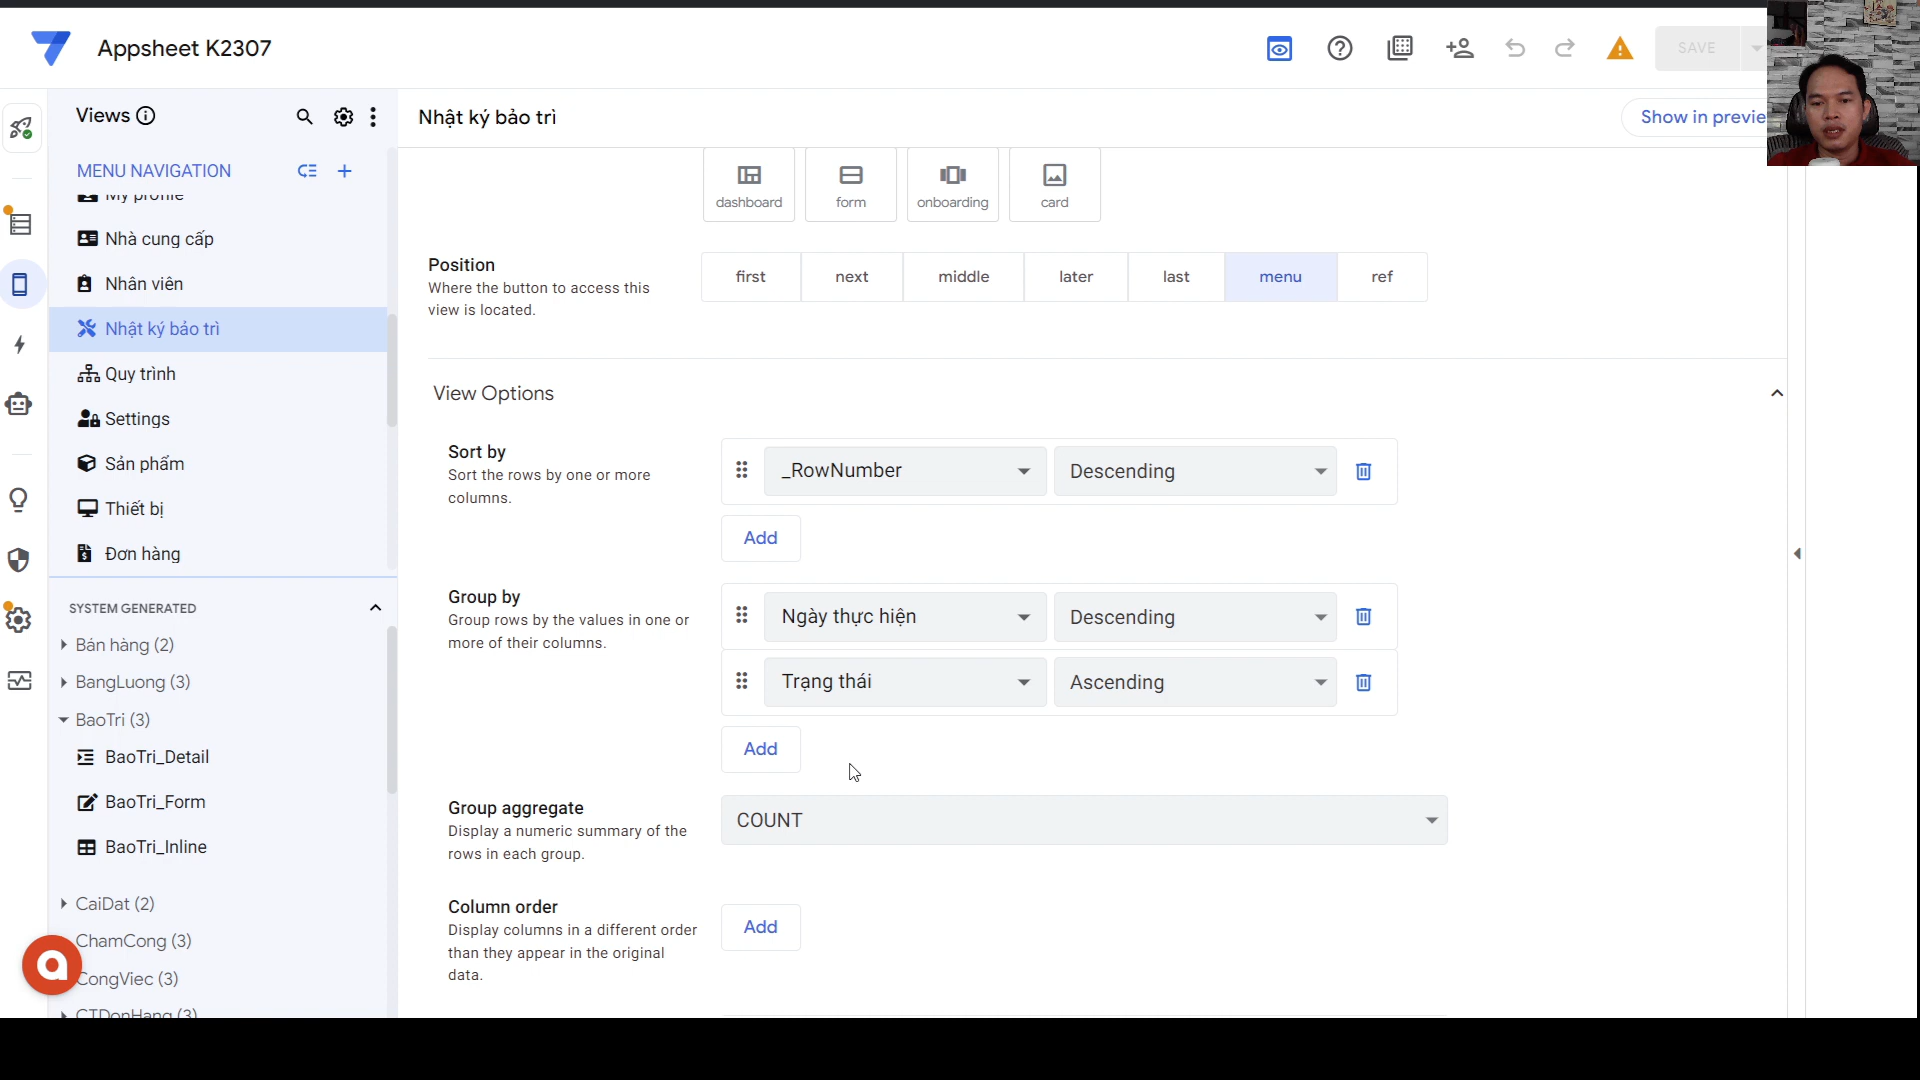 Appsheet K2307
SAVE
Views
Nhật ký bảo trì
Show in previe
MENU NAVIGATION
My profile
Nhà cung cấp
Nhân viên
Nhật ký bảo trì
Quy trình
Settings
Sản phẩm
Thiết bị
Đơn hàng
SYSTEM GENERATED
Bán hàng (2)
BangLuong (3)
BaoTri (3)
BaoTri_Detail
BaoTri_Form
BaoTri_Inline
CaiDat (2)
ChamCong (3)
CongViec (3)
CTDonHang (3)
dashboard
form
onboarding
card
Position
Where the button to access this
view is located.
first
next
middle
later
last
menu
ref
View Options
Sort by
Sort the rows by one or more
columns.
_RowNumber
Descending
Add
Group by
Group rows by the values in one or
more of their columns.
Ngày thực hiện
Descending
Trạng thái
Ascending
Add
Group aggregate
Display a numeric summary of the
rows in each group.
COUNT
Column order
Display columns in a different order
than they appear in the original
data.
Add